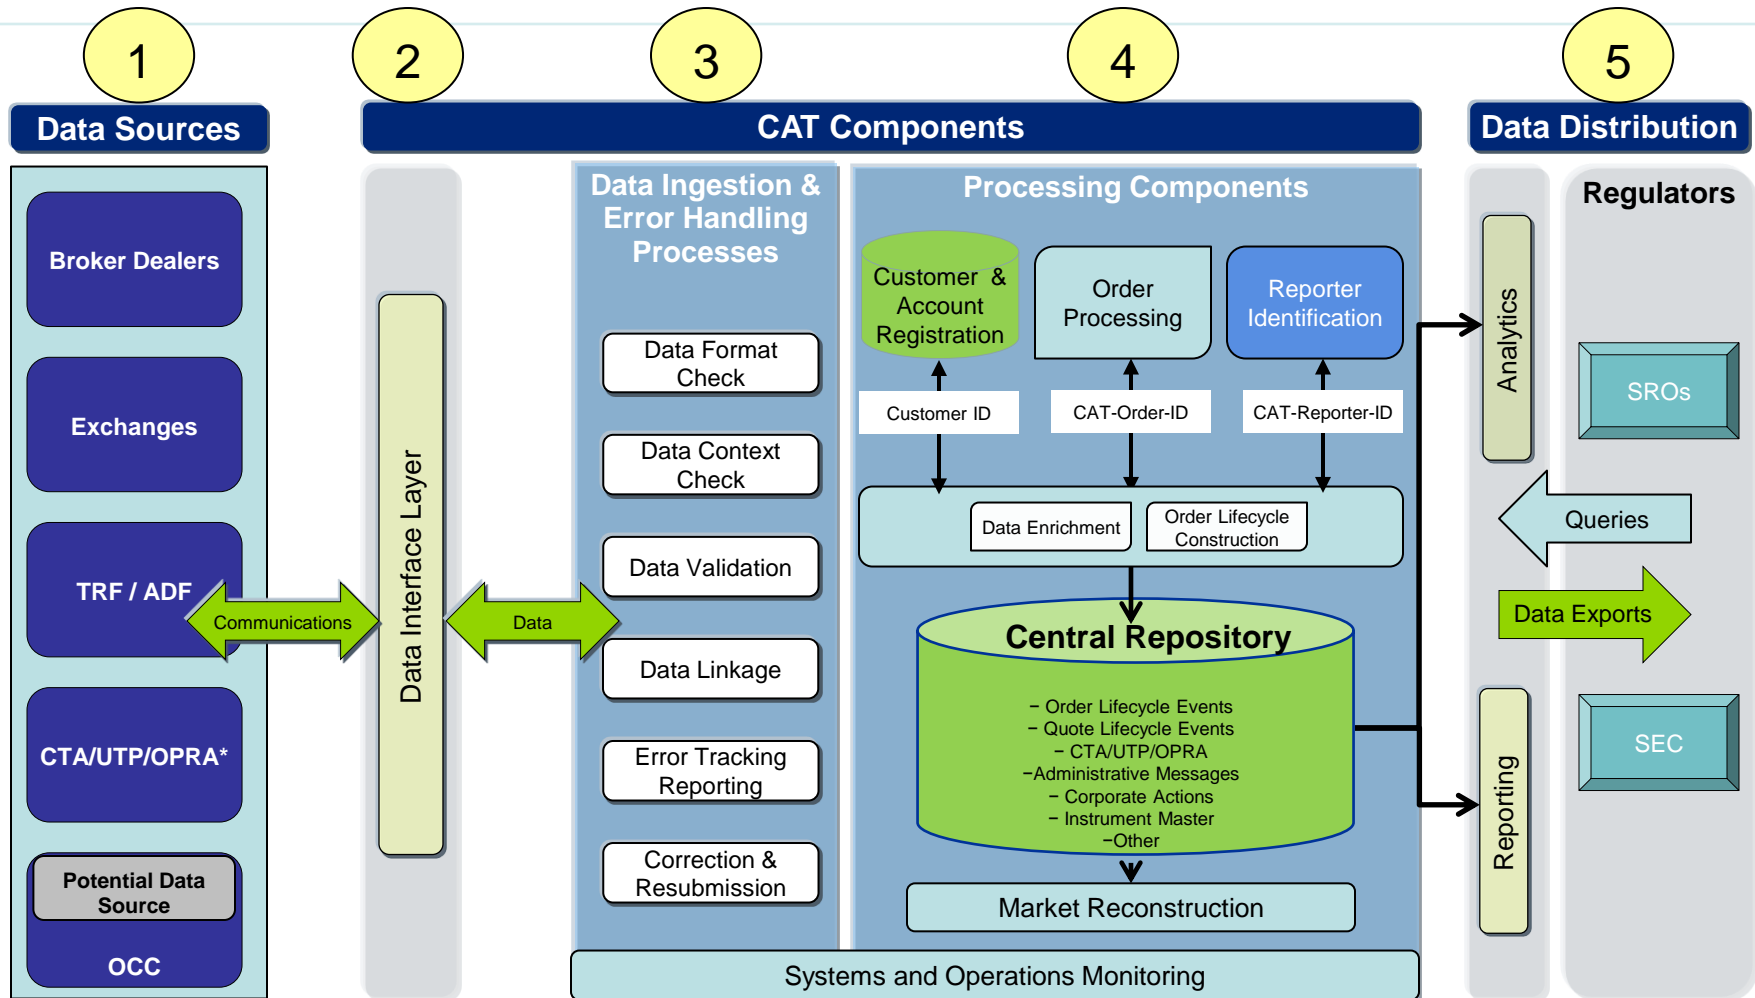 1
2
3
4
5
Data Sources
CAT Components
Data Distribution
Broker Dealers
Exchanges
TRF / ADF
CTA/UTP/OPRA*
Potential Data
Source
OCC
Communications
Data Interface Layer
Data
Data Ingestion &
Error Handling
Processes
Data Format
Check
Data Context
Check
Data Validation
Data Linkage
Error Tracking
Reporting
Correction &
Resubmission
Processing Components
Customer &
Account
Registration
Order
Processing
Reporter
Identification
Customer ID
CAT-Order-ID
CAT-Reporter-ID
Data Enrichment
Order Lifecycle
Construction
Central Repository
− Order Lifecycle Events
− Quote Lifecycle Events
− CTA/UTP/OPRA
−Administrative Messages
− Corporate Actions
− Instrument Master
−Other
Market Reconstruction
Systems and Operations Monitoring
Analytics
Reporting
Regulators
SROs
Queries
Data Exports
SEC